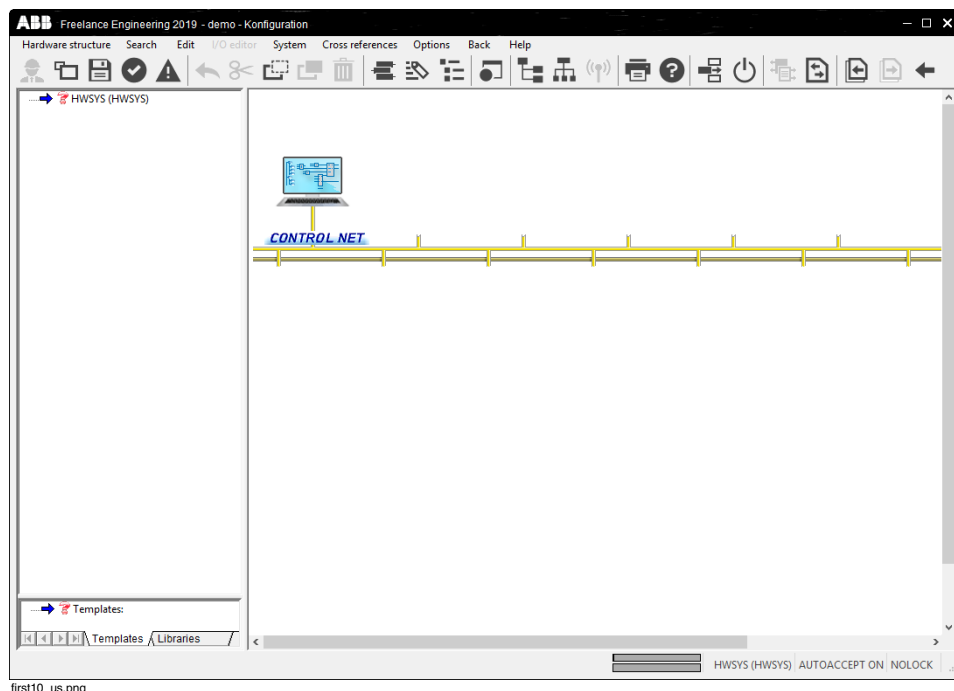 ABB Freelance Engineering 2019 - demo - Konfiguration
Hardware structure Search Edit I/O editor System Cross references Options Back Help
HWSYS (HWSYS)
CONTROL NET
Templates:
Templates Libraries
HWSYS (HWSYS) AUTOACCEPT ON NOLOCK
first10_us.png